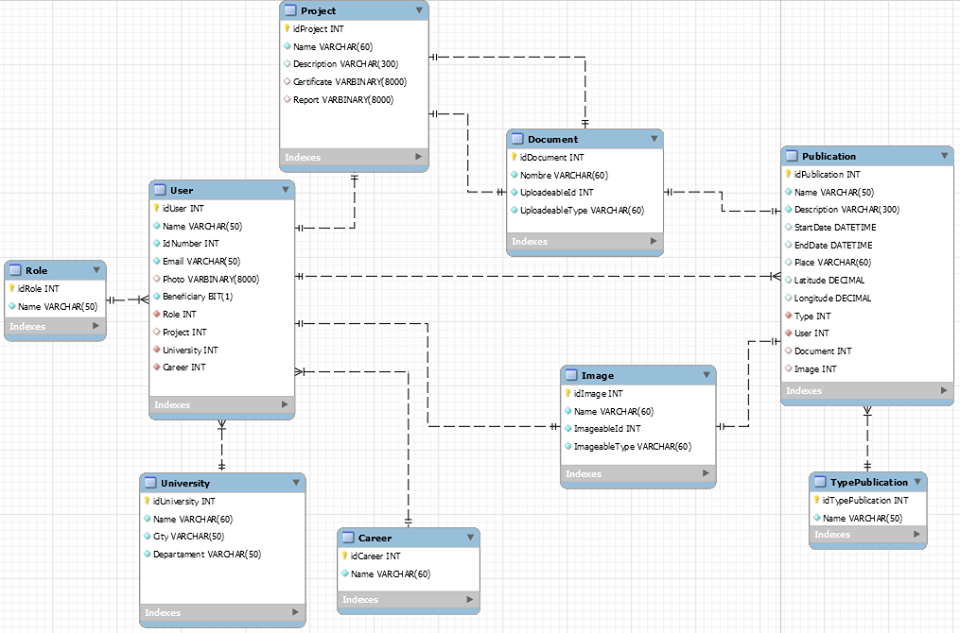 Project
idProject INT
Name VARCHAR(60)
Description VARCHAR(300)
Certificate VARBINARY(8000)
Report VARBINARY(8000)
Indexes
Document
idDocument INT
Nombre VARCHAR(60)
UploadeableId INT
UploadeableType VARCHAR(60)
Indexes
Publication
idPublication INT
Name VARCHAR(50)
Description VARCHAR(300)
StartDate DATETIME
EndDate DATETIME
Place VARCHAR(60)
Latitude DECIMAL
Longitude DECIMAL
Type INT
User INT
Document INT
Image INT
Indexes
User
idUser INT
Name VARCHAR(50)
IdNumber INT
Email VARCHAR(50)
Photo VARBINARY(8000)
Beneficiary BIT(1)
Role INT
Project INT
University INT
Career INT
Indexes
Role
idRole INT
Name VARCHAR(50)
Indexes
Image
idImage INT
Name VARCHAR(60)
ImageableId INT
ImageableType VARCHAR(60)
Indexes
University
idUniversity INT
Name VARCHAR(60)
City VARCHAR(50)
Departament VARCHAR(50)
Indexes
Career
idCareer INT
Name VARCHAR(60)
Indexes
TypePublication
idTypePublication INT
Name VARCHAR(50)
Indexes